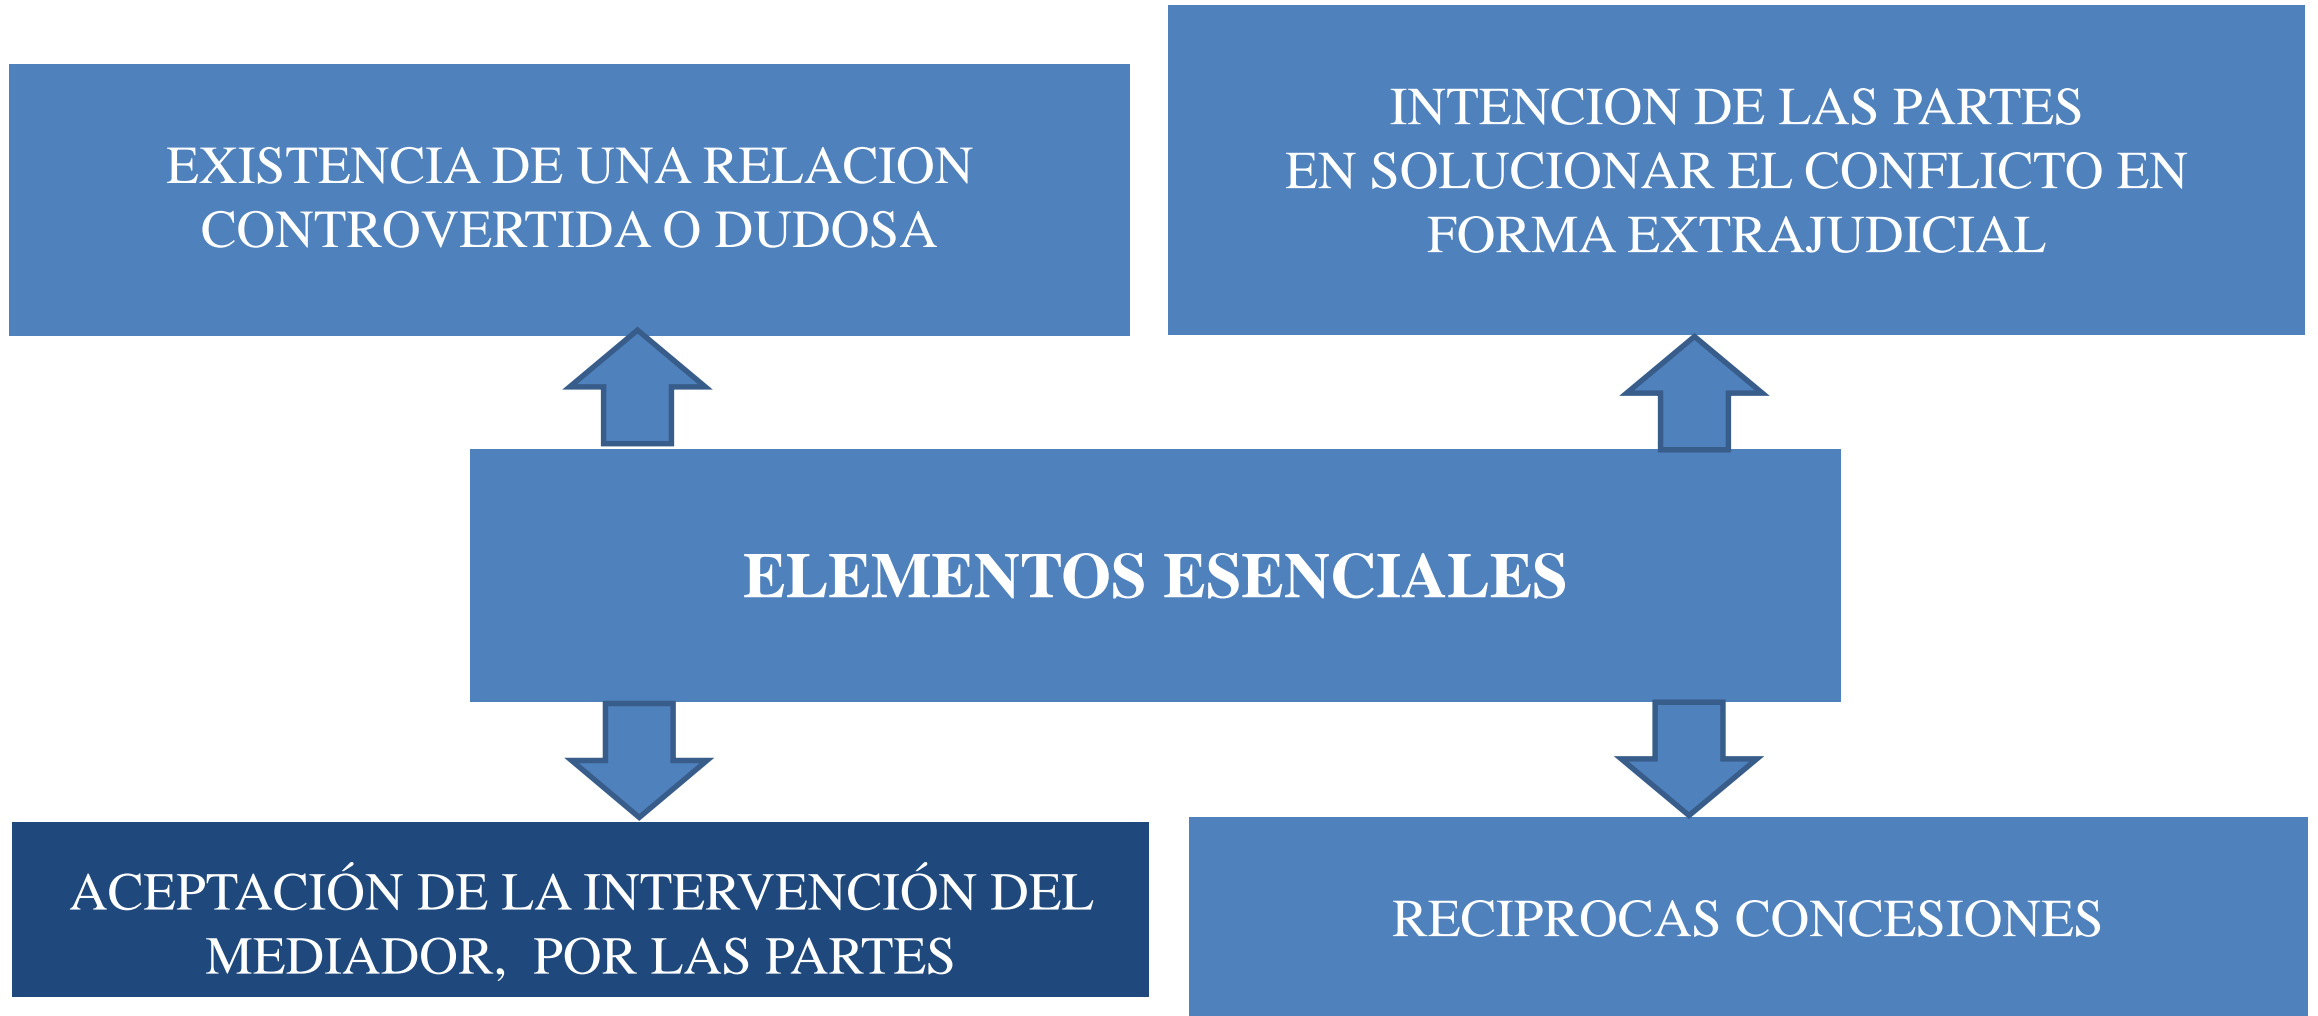 EXISTENCIA DE UNA RELACION
CONTROVERTIDA O DUDOSA
INTENCION DE LAS PARTES
EN SOLUCIONAR EL CONFLICTO EN
FORMA EXTRAJUDICIAL
ELEMENTOS ESENCIALES
ACEPTACIÓN DE LA INTERVENCIÓN DEL
MEDIADOR,  POR LAS PARTES
RECIPROCAS CONCESIONES